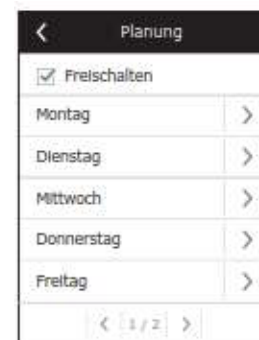 Planung
Freischalten
Montag
Dienstag
Mittwoch
Donnerstag
Freitag
1/2